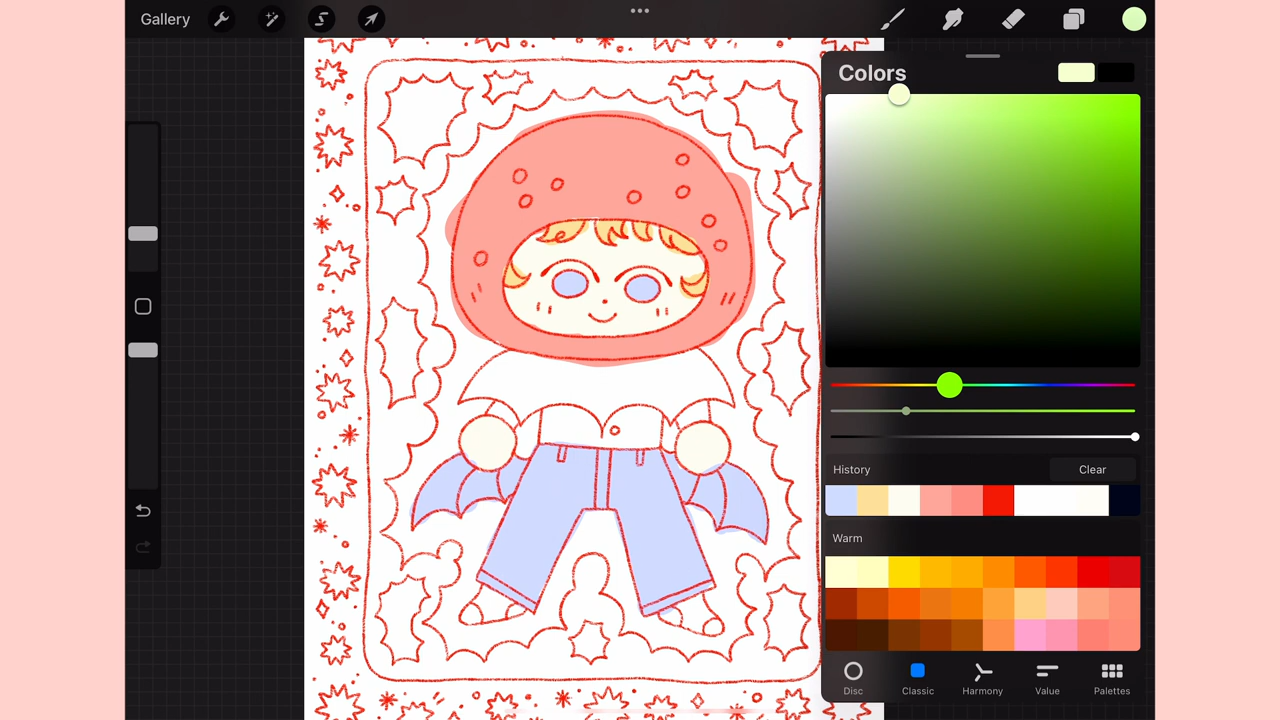 Gallery
Colors
History
Clear
Warm
Disc
Classic
Harmony
Value
Palettes